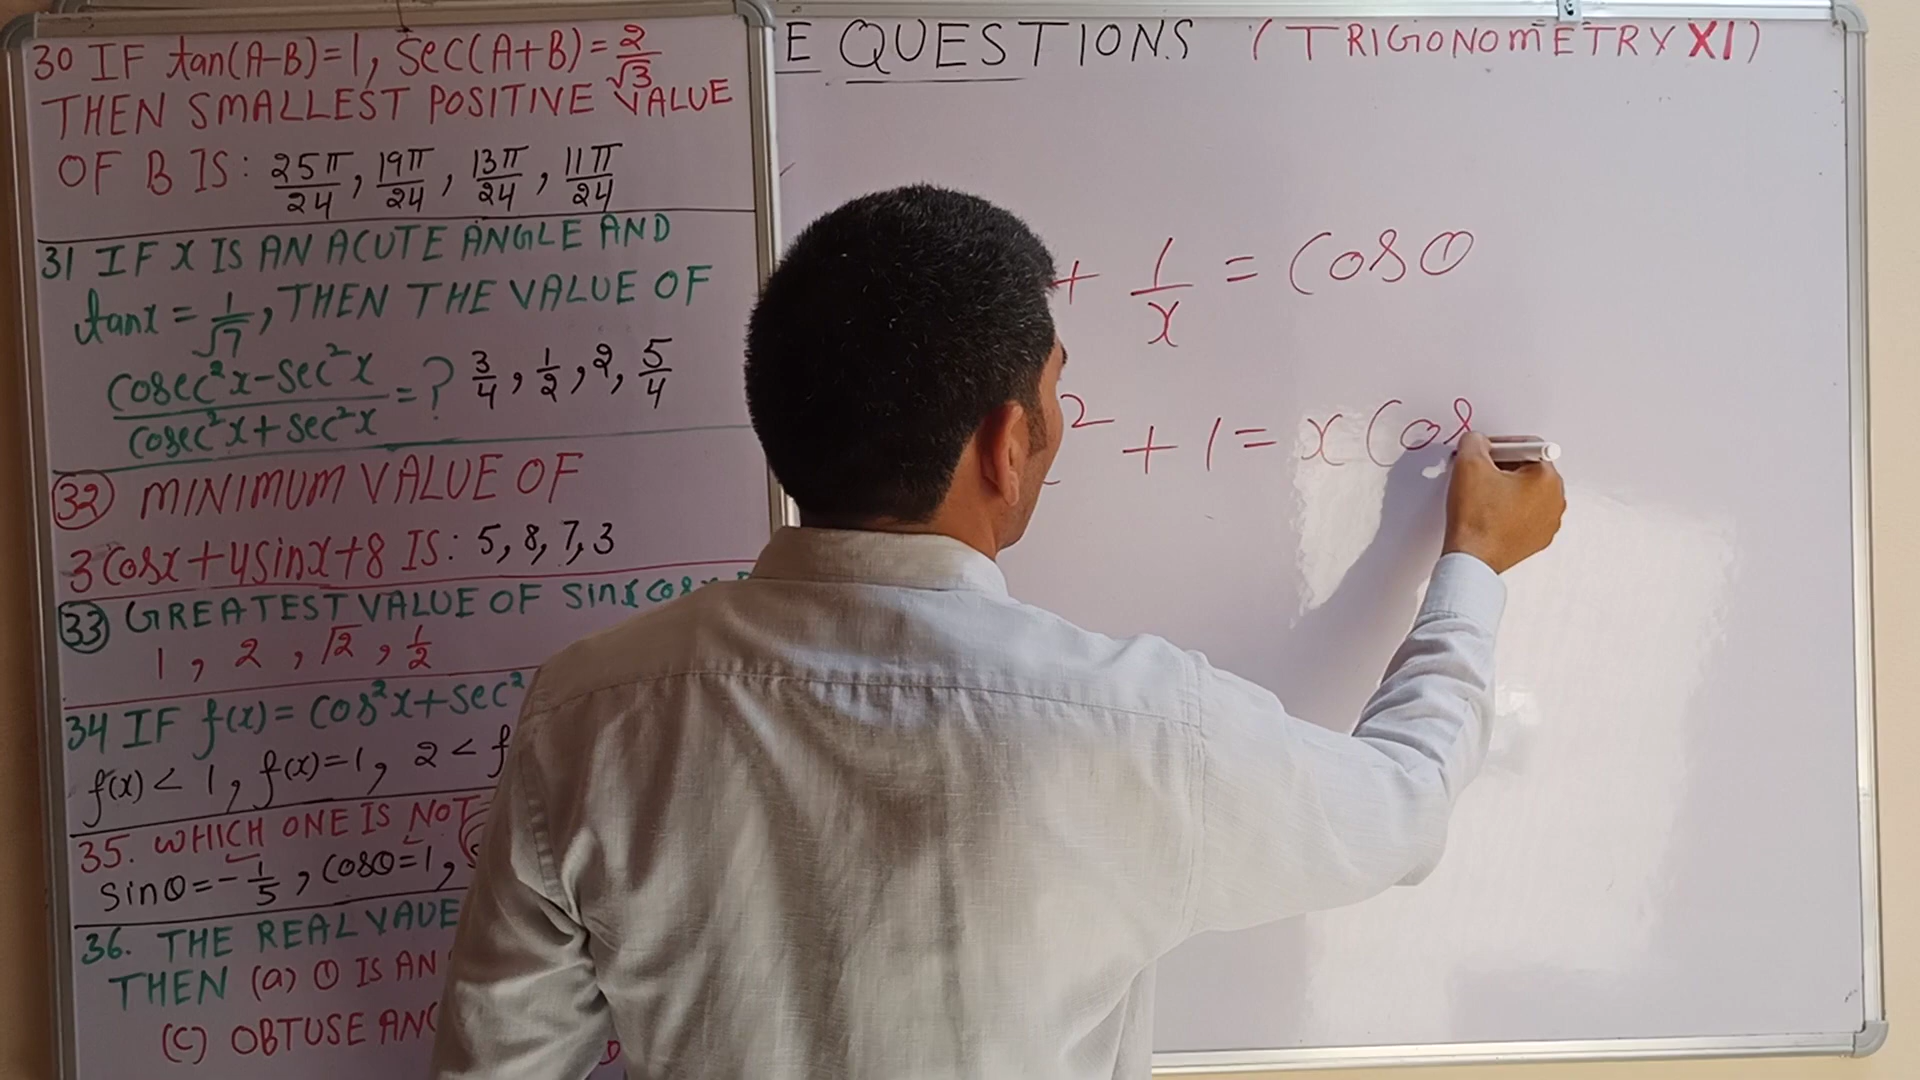 30 IF tan(A-B)=1, SEC(A+B)=2/√3
THEN SMALLEST POSITIVE VALUE
OF B IS: 25π/24, 19π/24, 13π/24, 11π/24
31 IF X IS AN ACUTE ANGLE AND
tanx = 1/√7, THEN THE VALUE OF
cosec²x-sec²x/cosec²x+sec²x = ? 3/4, 1/2, 2, 5/4
32 MINIMUM VALUE OF
3cosx+4sinx+8 IS: 5, 8, 7, 3
33 GREATEST VALUE OF sinx cosx
1, 2, √2, 1/2
34 IF f(x)= cos²x+sec²
f(x) < 1, f(x)=1, 2 < f
35. WHICH ONE IS NOT
sinθ=-1/5, cosθ=1,
36. THE REAL VAUE
THEN (a) θ IS AN
(C) OBTUSE AN
E QUESTIONS (TRIGONOMETRY XI)
+ 1/x = cosθ
² + 1 = x cos